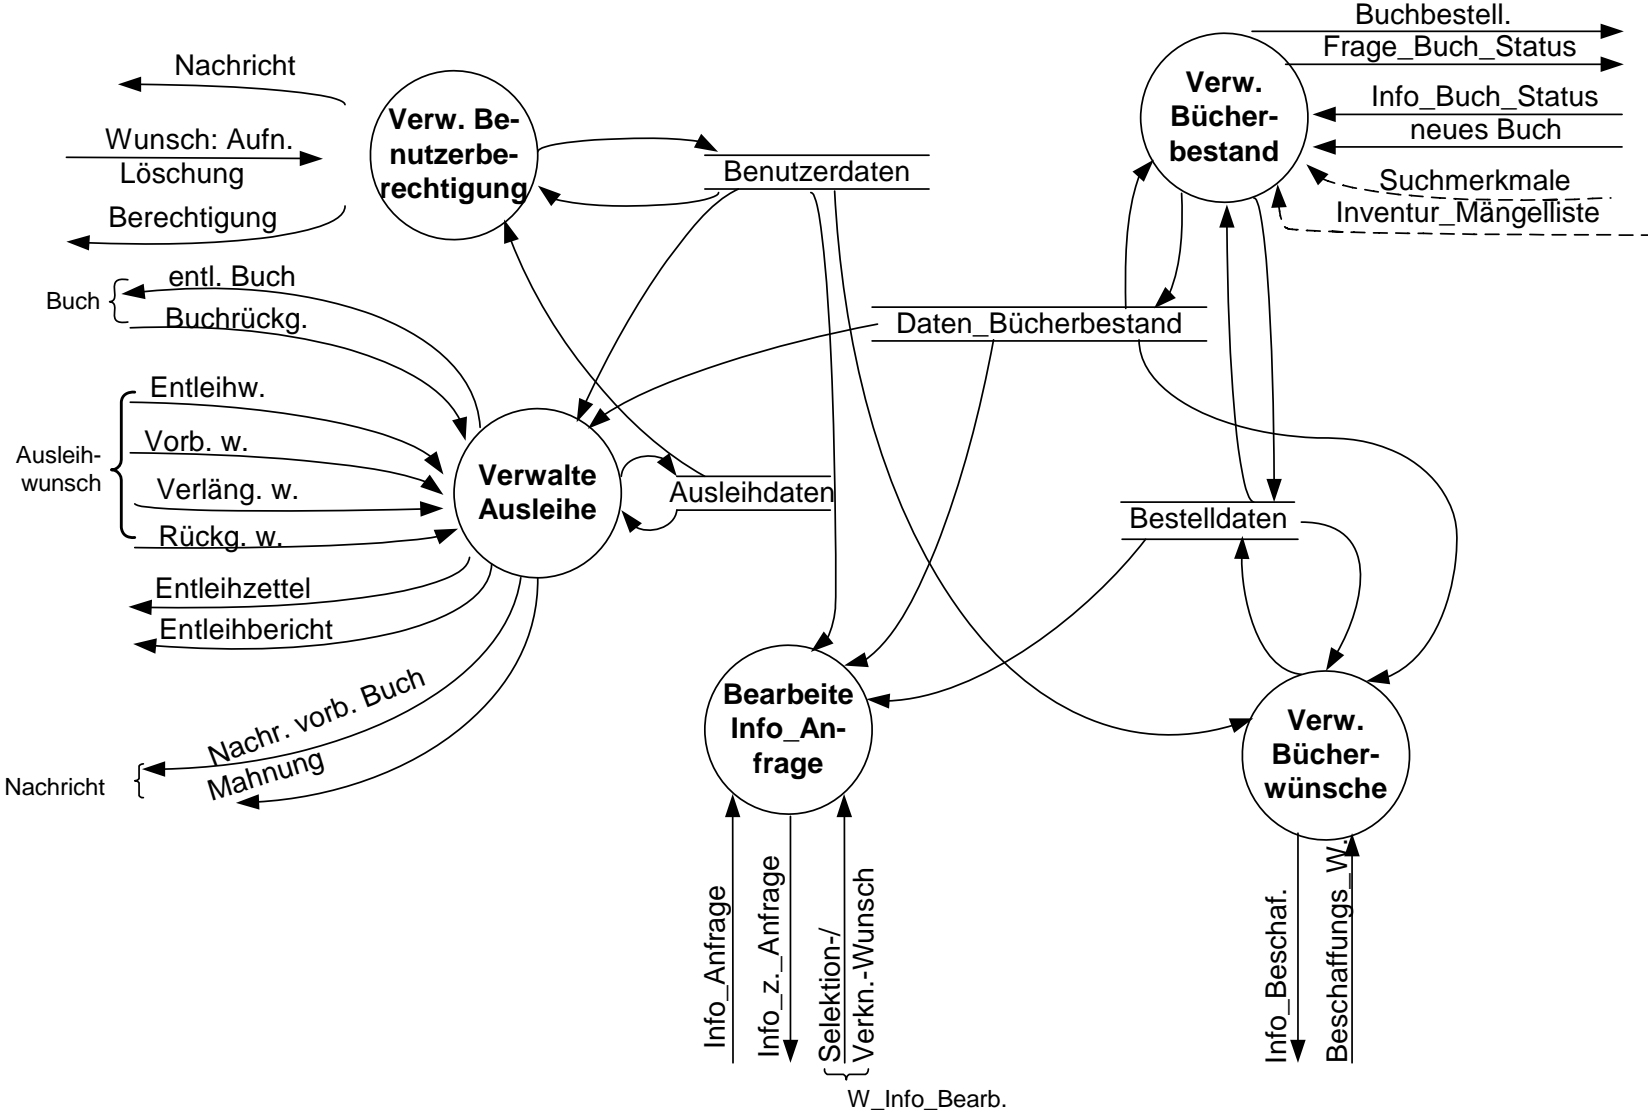 Buchbestell.
Frage_Buch_Status
Info_Buch_Status
neues Buch
Suchmerkmale
Inventur_Mängelliste
Verw.
Bücher-
bestand
Nachricht
Wunsch: Aufn.
Löschung
Berechtigung
Verw. Be-
nutzerbe-
rechtigung
Benutzerdaten
Buch
entl. Buch
Buchrückg.
Daten_Bücherbestand
Ausleih-
wunsch
Entleihw.
Vorb. w.
Verläng. w.
Rückg. w.
Verwalte
Ausleihe
Ausleihdaten
Bestelldaten
Entleihzettel
Entleihbericht
Nachr. vorb. Buch
Mahnung
Nachricht
Bearbeite
Info_An-
frage
Verw.
Bücher-
wünsche
Info_Anfrage
Info_z._Anfrage
Selektion-/
Verkn.-Wunsch
W_Info_Bearb.
Info_Beschaf.
Beschaffungs_W.